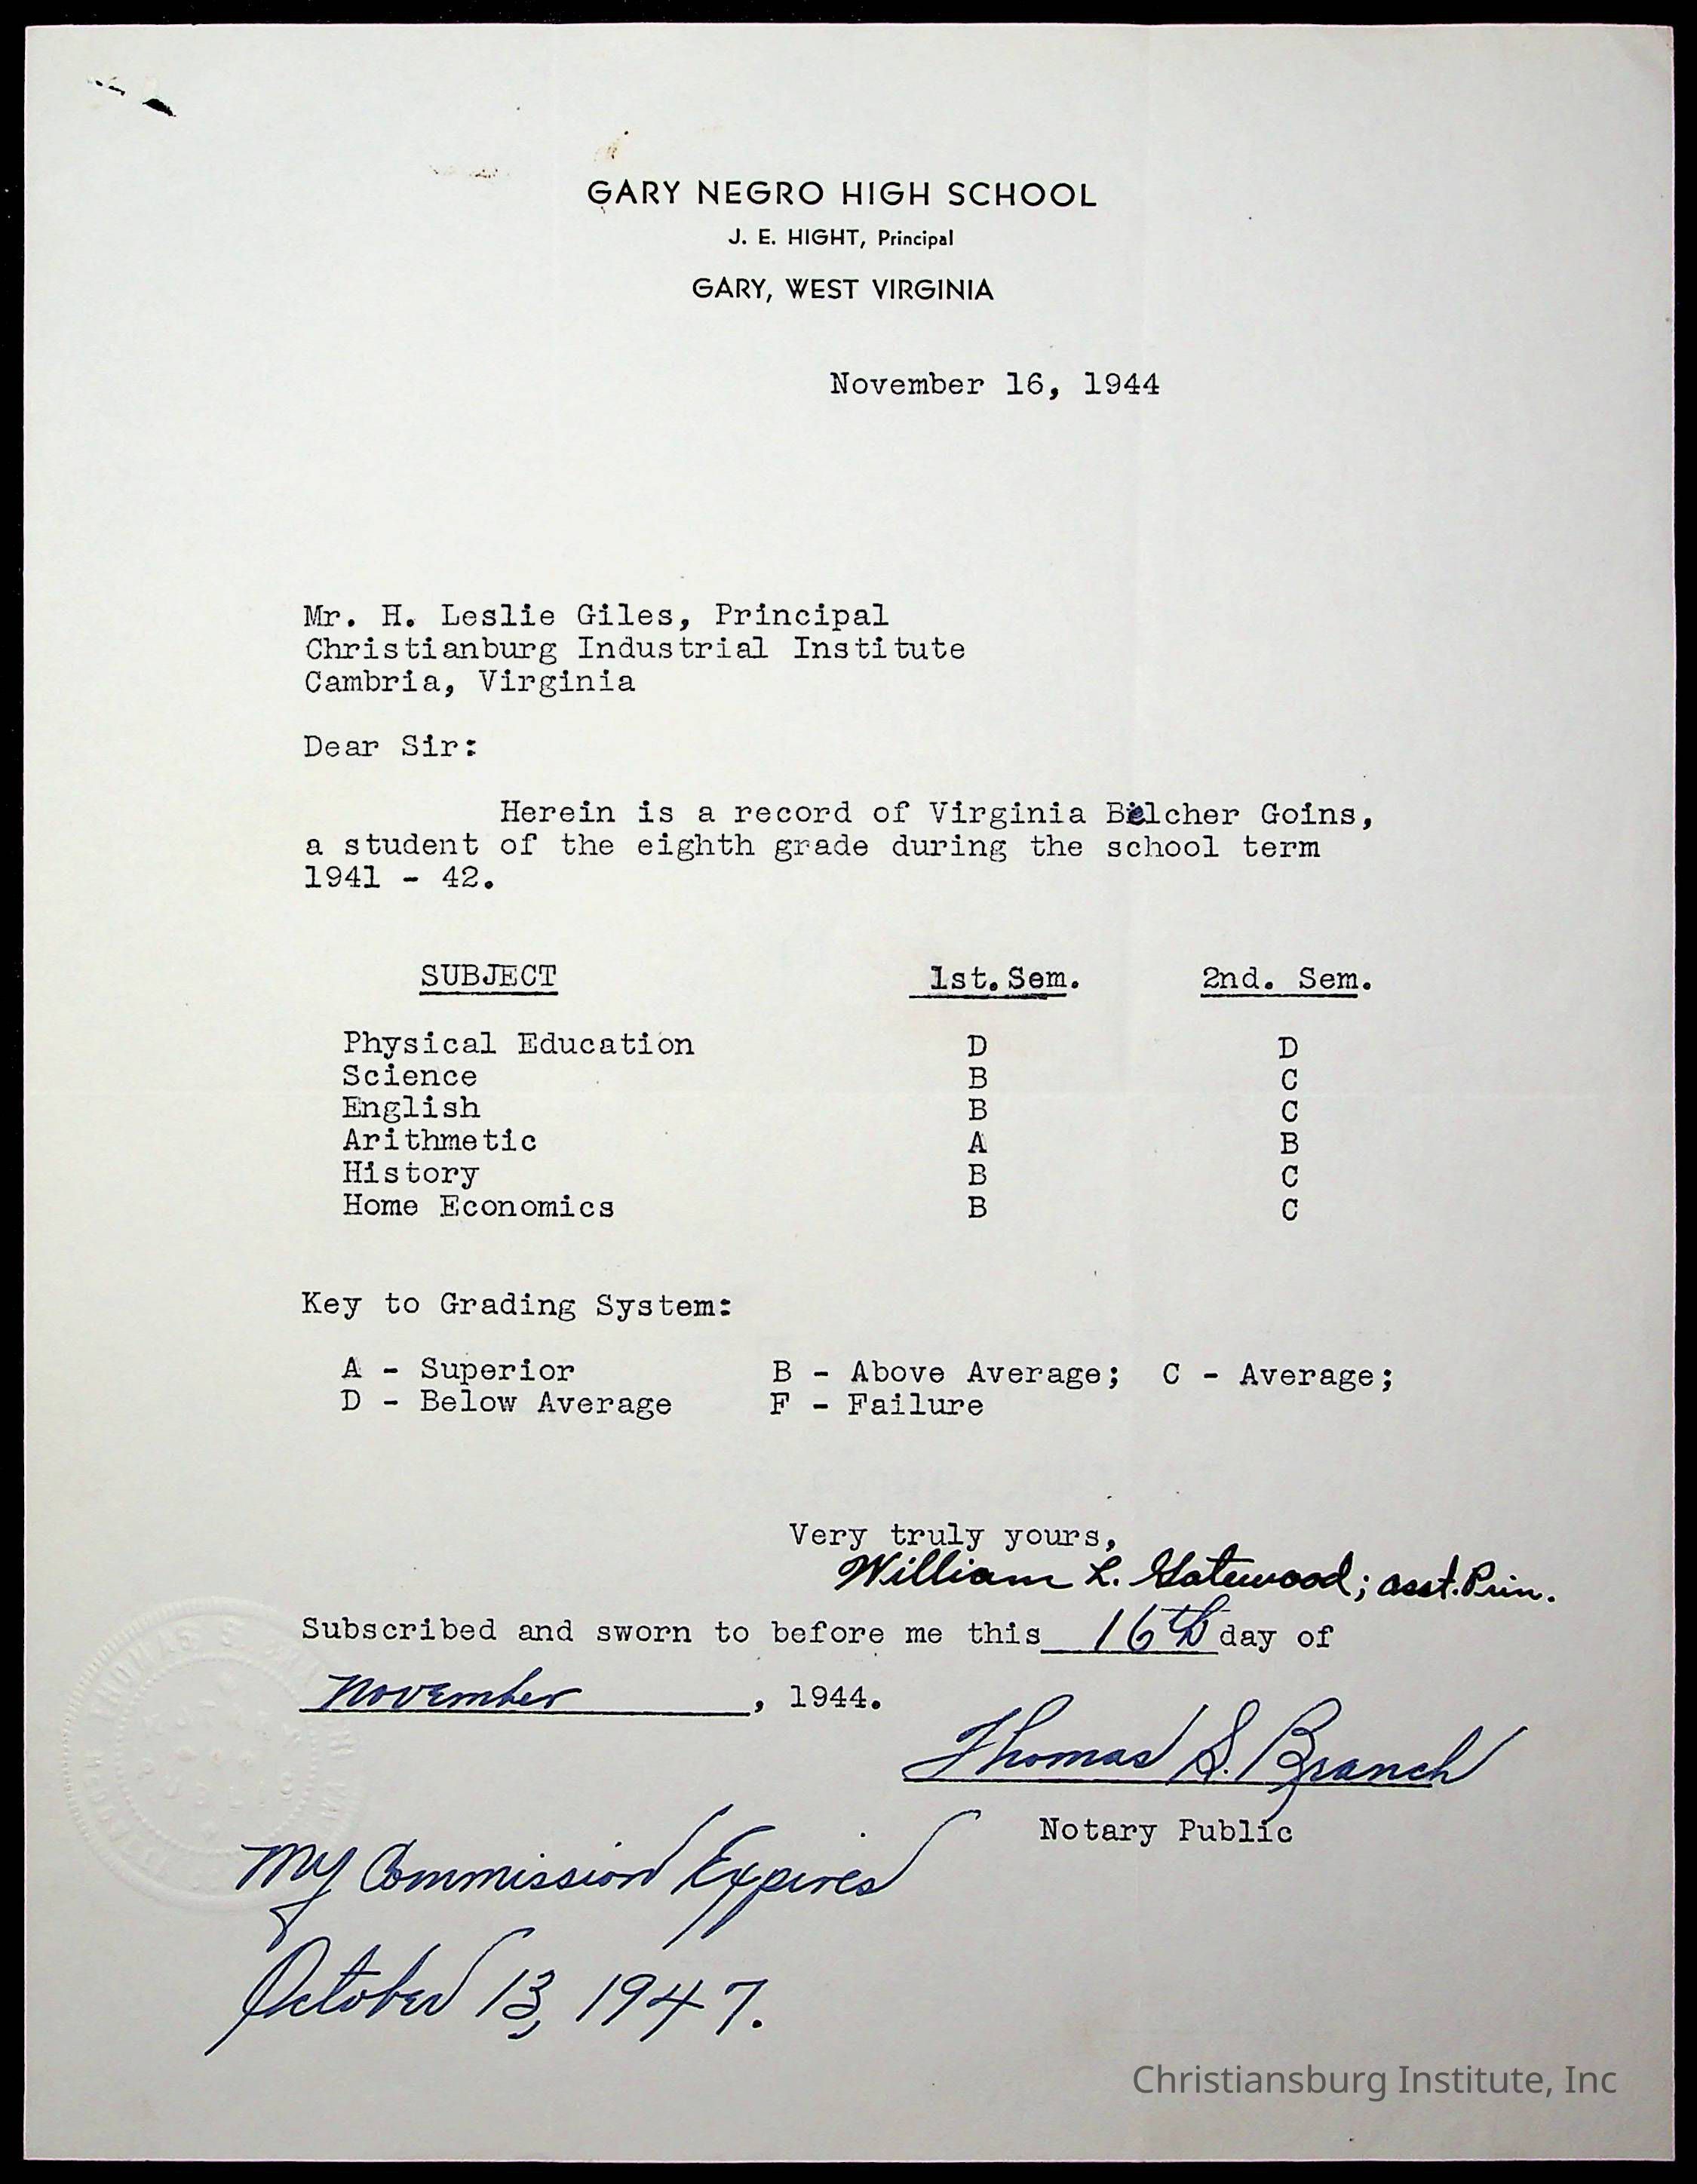 GARY NEGRO HIGH SCHOOL
J. E. HIGHT, Principal
GARY, WEST VIRGINIA
November 16, 1944
Mr. H. Leslie Giles, Principal
Christianburg Industrial Institute
Cambria, Virginia
Dear Sir:
Herein is a record of Virginia Belcher Goins,
a student of the eighth grade during the school term
1941 - 42.
SUBJECT 1st. Sem. 2nd. Sem.
Physical Education D D
Science B C
English B C
Arithmetic A B
History B C
Home Economics B C
Key to Grading System:
A - Superior B - Above Average; C - Average;
D - Below Average F - Failure
Very truly yours,
William L. Gatewood; asst. Prin.
Subscribed and sworn to before me this 16th day of
November, 1944.
Thomas S. Branch
Notary Public
My Commission Expires
October 13, 1947.
Christiansburg Institute, Inc